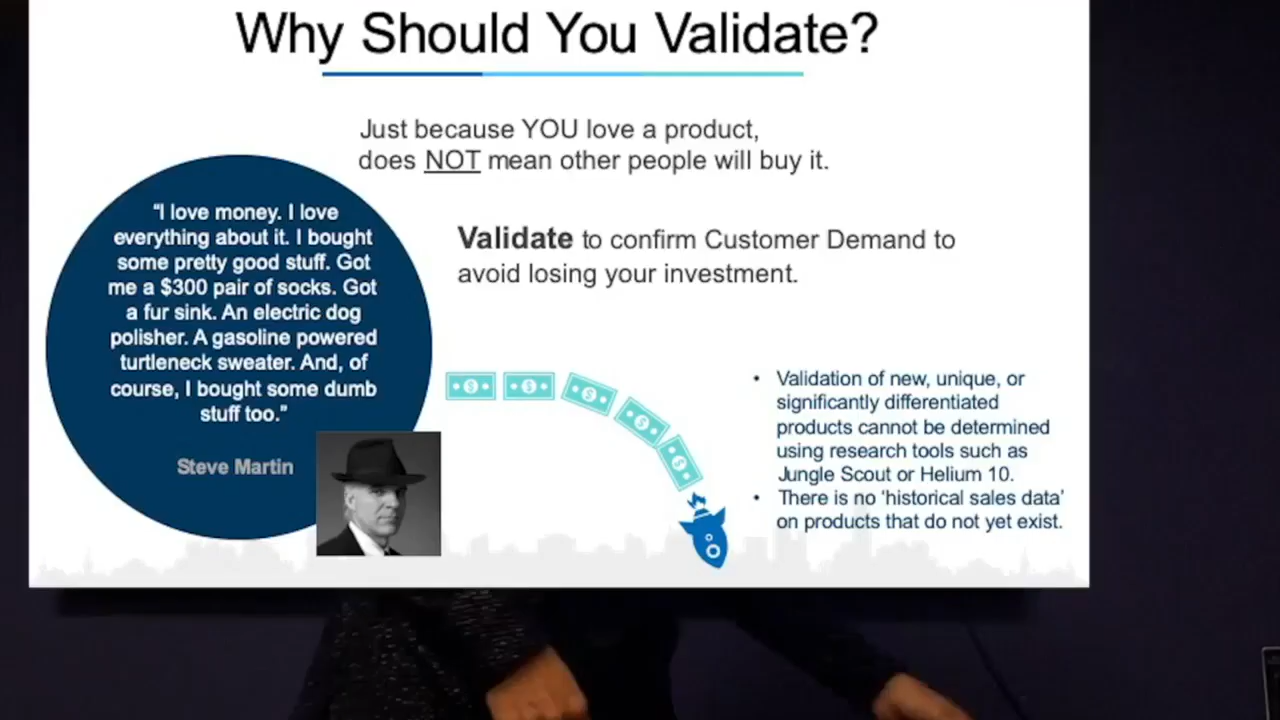 Why Should You Validate?
Just because YOU love a product,
does NOT mean other people will buy it.
“I love money. I love
everything about it. I bought
some pretty good stuff. Got
me a $300 pair of socks. Got
a fur sink. An electric dog
polisher. A gasoline powered
turtleneck sweater. And, of
course, I bought some dumb
stuff too.”
Steve Martin
Validate to confirm Customer Demand to
avoid losing your investment.
• Validation of new, unique, or
significantly differentiated
products cannot be determined
using research tools such as
Jungle Scout or Helium 10.
• There is no ‘historical sales data’
on products that do not yet exist.